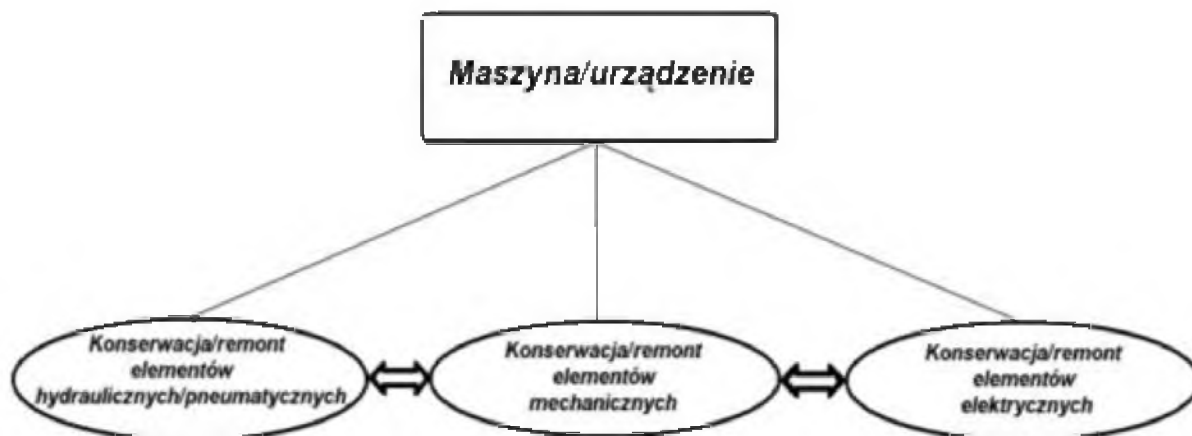 Maszyna/urządzenie
Konserwacja/remont
elementów
hydraulicznych/pneumatycznych
Konserwacja/remont
elementów
mechanicznych
Konserwacja/remont
elementów
elektrycznych